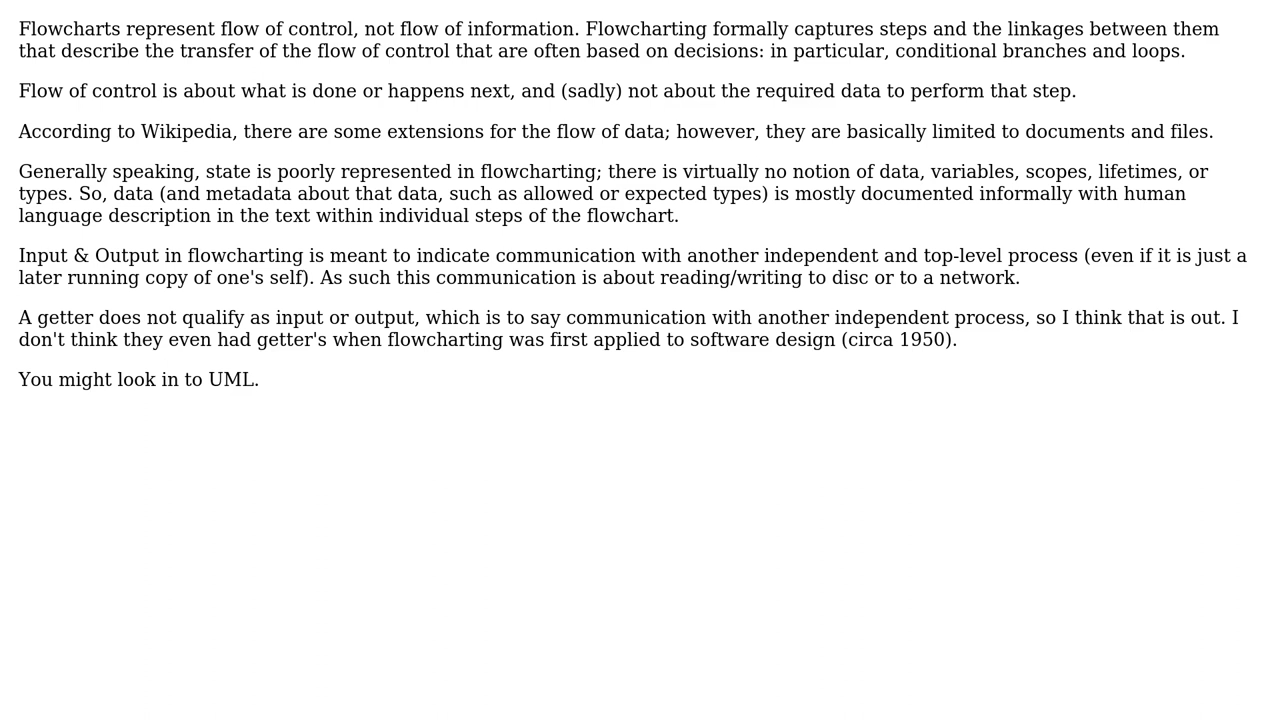 Flowcharts represent flow of control, not flow of information. Flowcharting formally captures steps and the linkages between them
that describe the transfer of the flow of control that are often based on decisions: in particular, conditional branches and loops.
Flow of control is about what is done or happens next, and (sadly) not about the required data to perform that step.
According to Wikipedia, there are some extensions for the flow of data; however, they are basically limited to documents and files.
Generally speaking, state is poorly represented in flowcharting; there is virtually no notion of data, variables, scopes, lifetimes, or
types. So, data (and metadata about that data, such as allowed or expected types) is mostly documented informally with human
language description in the text within individual steps of the flowchart.
Input & Output in flowcharting is meant to indicate communication with another independent and top-level process (even if it is just a
later running copy of one's self). As such this communication is about reading/writing to disc or to a network.
A getter does not qualify as input or output, which is to say communication with another independent process, so I think that is out. I
don't think they even had getter's when flowcharting was first applied to software design (circa 1950).
You might look in to UML.